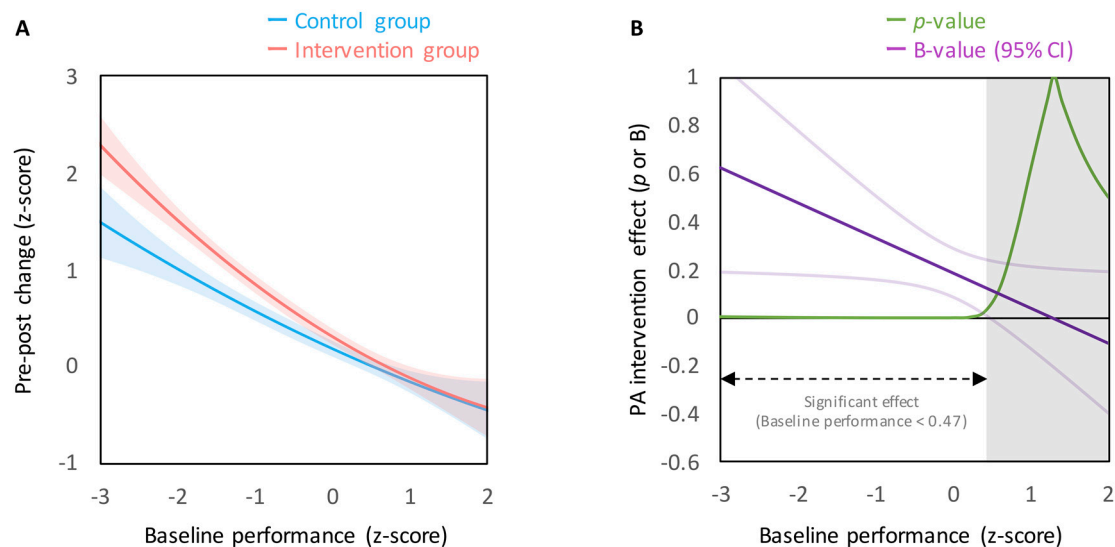 A
Control group
Intervention group
Pre-post change (z-score)
3
2
1
0
-1
-3
-2
-1
0
1
2
Baseline performance (z-score)
B
p-value
B-value (95% CI)
PA intervention effect (p or B)
1
0.8
0.6
0.4
0.2
0
-0.2
-0.4
-0.6
Significant effect
(Baseline performance < 0.47)
-3
-2
-1
0
1
2
Baseline performance (z-score)